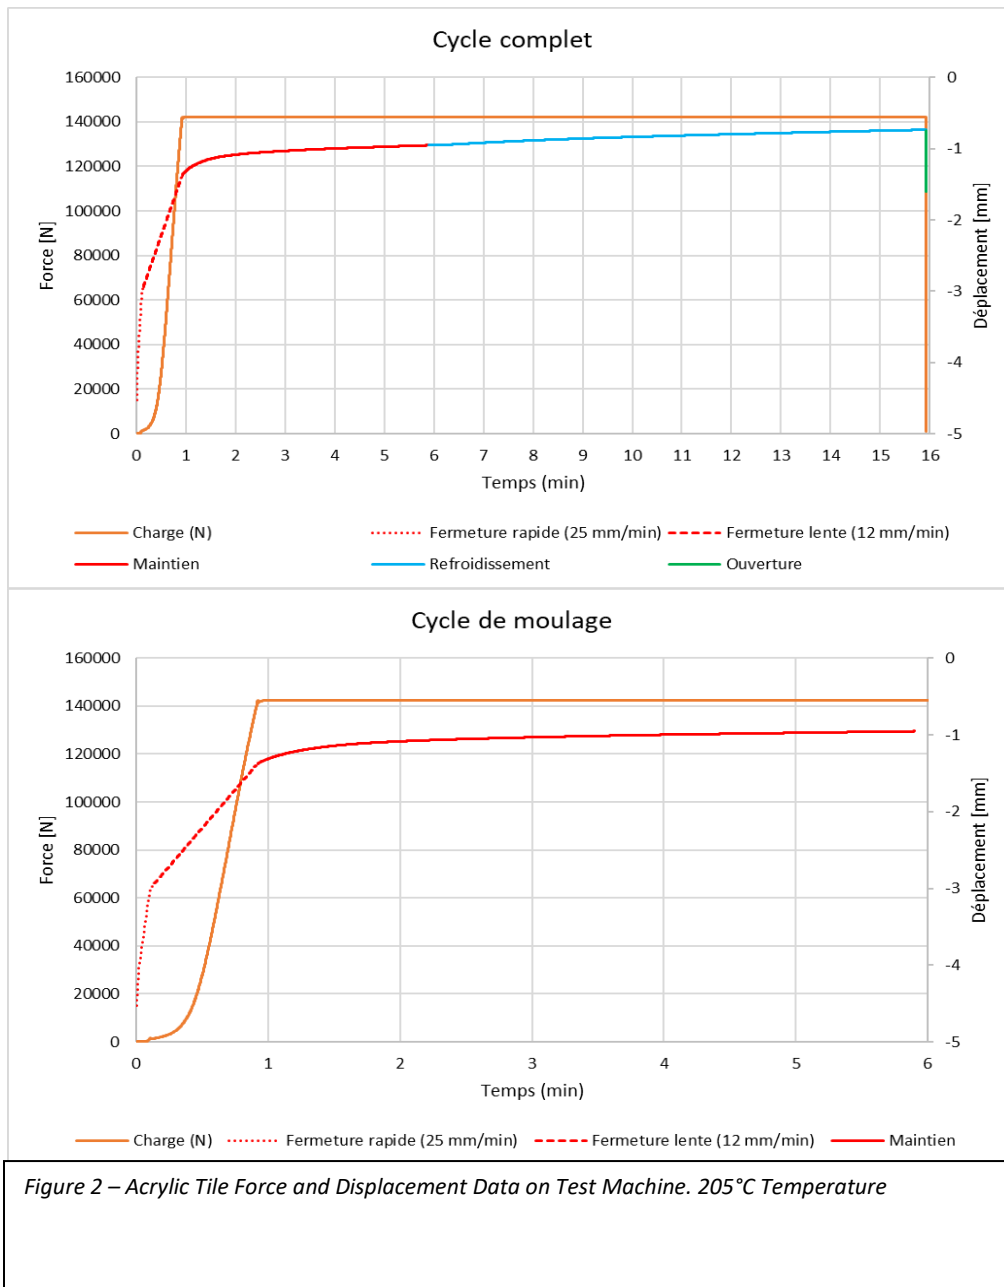 Cycle complet
160000
140000
120000
100000
80000
60000
40000
20000
0
Force [N]
0
-1
-2
-3
-4
-5
Déplacement [mm]
0 1 2 3 4 5 6 7 8 9 10 11 12 13 14 15 16
Temps (min)
Charge (N) Fermeture rapide (25 mm/min) Fermeture lente (12 mm/min)
Maintien Refroidissement Ouverture
Cycle de moulage
160000
140000
120000
100000
80000
60000
40000
20000
0
Force [N]
0
-1
-2
-3
-4
-5
Déplacement [mm]
0 1 2 3 4 5 6
Temps (min)
Charge (N) Fermeture rapide (25 mm/min) Fermeture lente (12 mm/min) Maintien
Figure 2 – Acrylic Tile Force and Displacement Data on Test Machine. 205°C Temperature